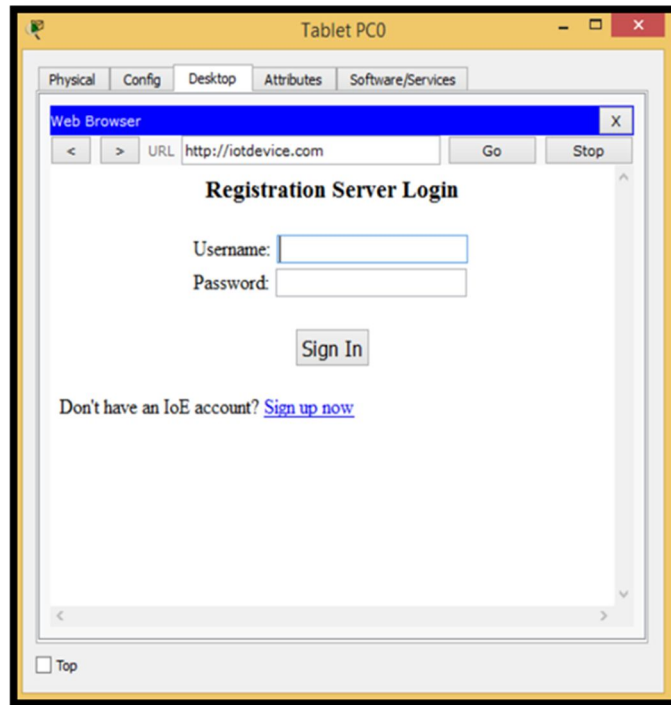 Tablet PC0
Physical Config Desktop Attributes Software/Services
Web Browser X
< > URL http://iotdevice.com Go Stop
Registration Server Login
Username:
Password:
Sign In
Don't have an IoE account? Sign up now
Top